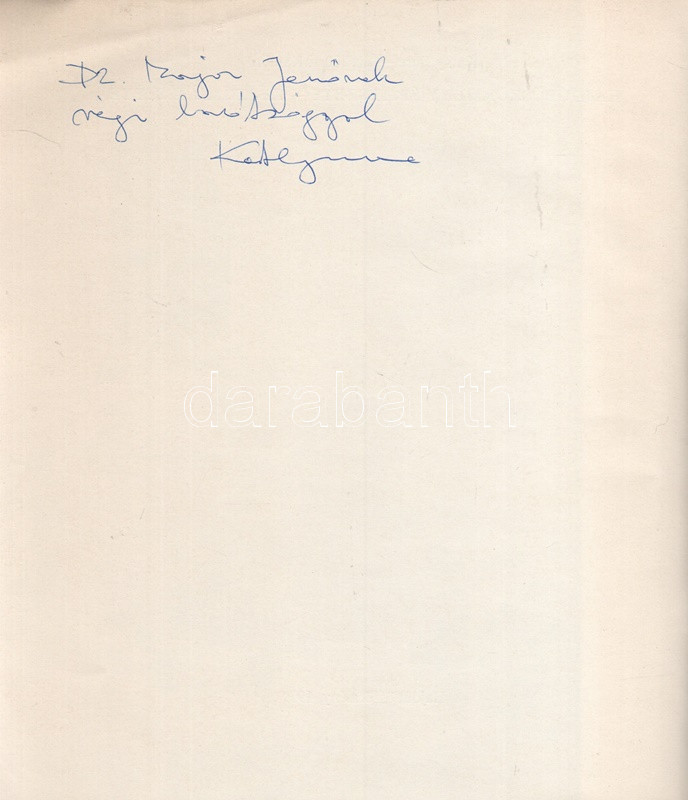 Dr. Major Jenőnek
régi barátsággal
darabanth